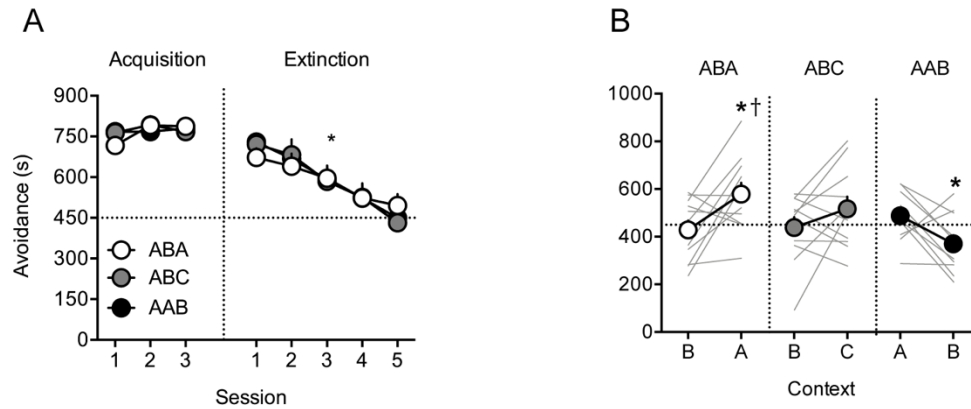 A
Acquisition
Extinction
Avoidance (s)
900
750
600
450
300
150
0
*
ABA
ABC
AAB
1 2 3 1 2 3 4 5
Session
B
ABA ABC AAB
1000
800
600
400
200
0
*†
*
B A B C A B
Context